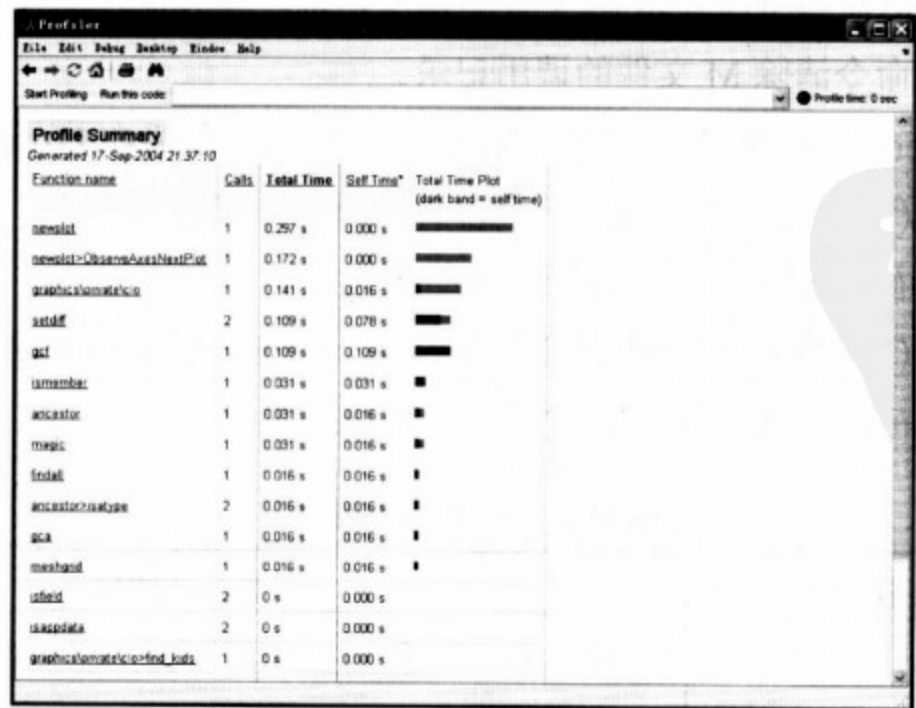 Profiler
File Edit Debug Desktop Window Help
Start Profiling Run this code: Profile time: 0 sec
Profile Summary
Generated 17-Sep-2004 21:37:10
Function name Calls Total Time Self Time* Total Time Plot
(dark band = self time)
newplot 1 0.297 s 0.000 s
newplot>ObserveAxesNextPlot 1 0.172 s 0.000 s
graphics\private\clo 1 0.141 s 0.016 s
setdiff 2 0.109 s 0.078 s
gcf 1 0.109 s 0.109 s
ismember 1 0.031 s 0.031 s
ancestor 1 0.031 s 0.016 s
magic 1 0.031 s 0.016 s
findall 1 0.016 s 0.016 s
ancestor>isatype 2 0.016 s 0.016 s
gca 1 0.016 s 0.016 s
meshgrid 1 0.016 s 0.016 s
isfield 2 0 s 0.000 s
isappdata 2 0 s 0.000 s
graphics\private\clo>find_kids 1 0 s 0.000 s